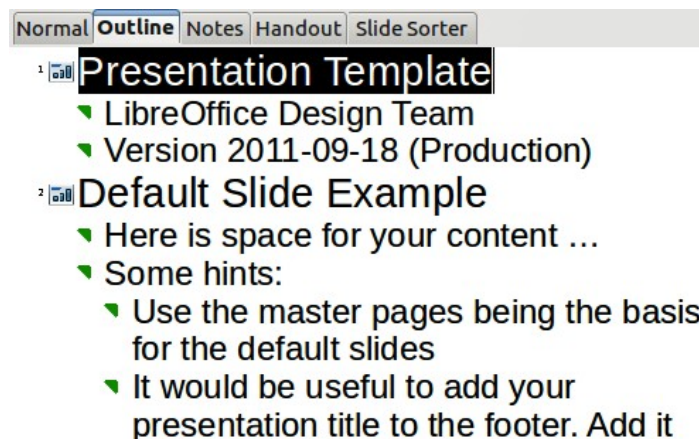 Normal Outline Notes Handout Slide Sorter
1 Presentation Template
LibreOffice Design Team
Version 2011-09-18 (Production)
2 Default Slide Example
Here is space for your content …
Some hints:
Use the master pages being the basis
for the default slides
It would be useful to add your
presentation title to the footer. Add it